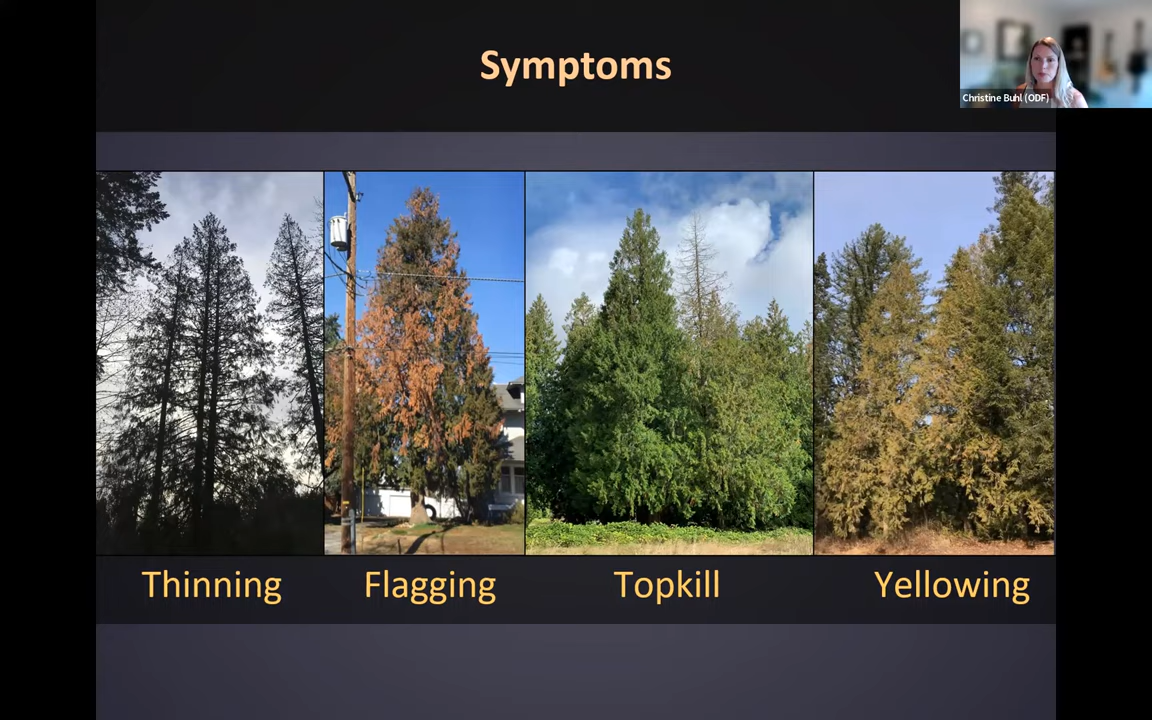 Symptoms
Christine Buhl (ODF)
Thinning
Flagging
Topkill
Yellowing